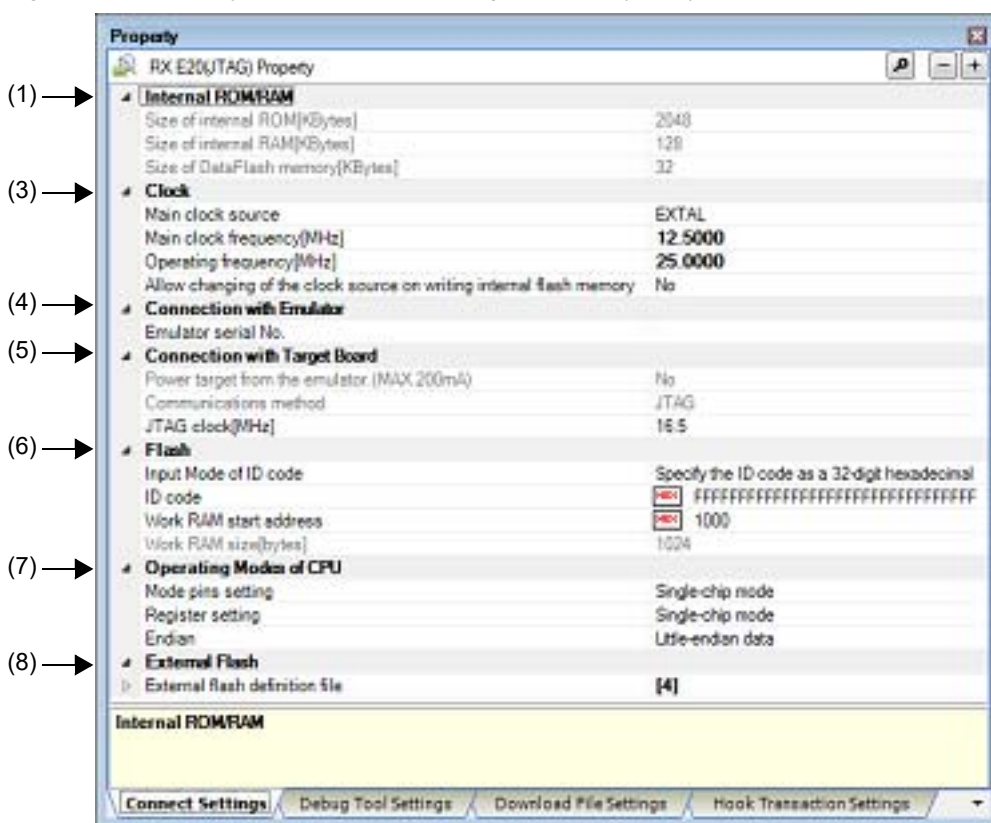 Property
RX E20(JTAG) Property
(1) Internal ROM/RAM
Size of internal ROM[KBytes] 2048
Size of internal RAM[KBytes] 128
Size of DataFlash memory[KBytes] 32
(3) Clock
Main clock source EXTAL
Main clock frequency[MHz] 12.5000
Operating frequency[MHz] 25.0000
Allow changing of the clock source on writing internal flash memory No
(4) Connection with Emulator
Emulator serial No.
(5) Connection with Target Board
Power target from the emulator. (MAX 200mA) No
Communications method JTAG
JTAG clock[MHz] 16.5
(6) Flash
Input Mode of ID code Specify the ID code as a 32-digit hexadecimal
ID code HEX FFFFFFFFFFFFFFFFFFFFFFFFFFFFFFFF
Work RAM start address HEX 1000
Work RAM size[bytes] 1024
(7) Operating Modes of CPU
Mode pins setting Single-chip mode
Register setting Single-chip mode
Endian Little-endian data
(8) External Flash
External flash definition file [4]
Internal ROM/RAM
Connect Settings Debug Tool Settings Download File Settings Hook Transaction Settings